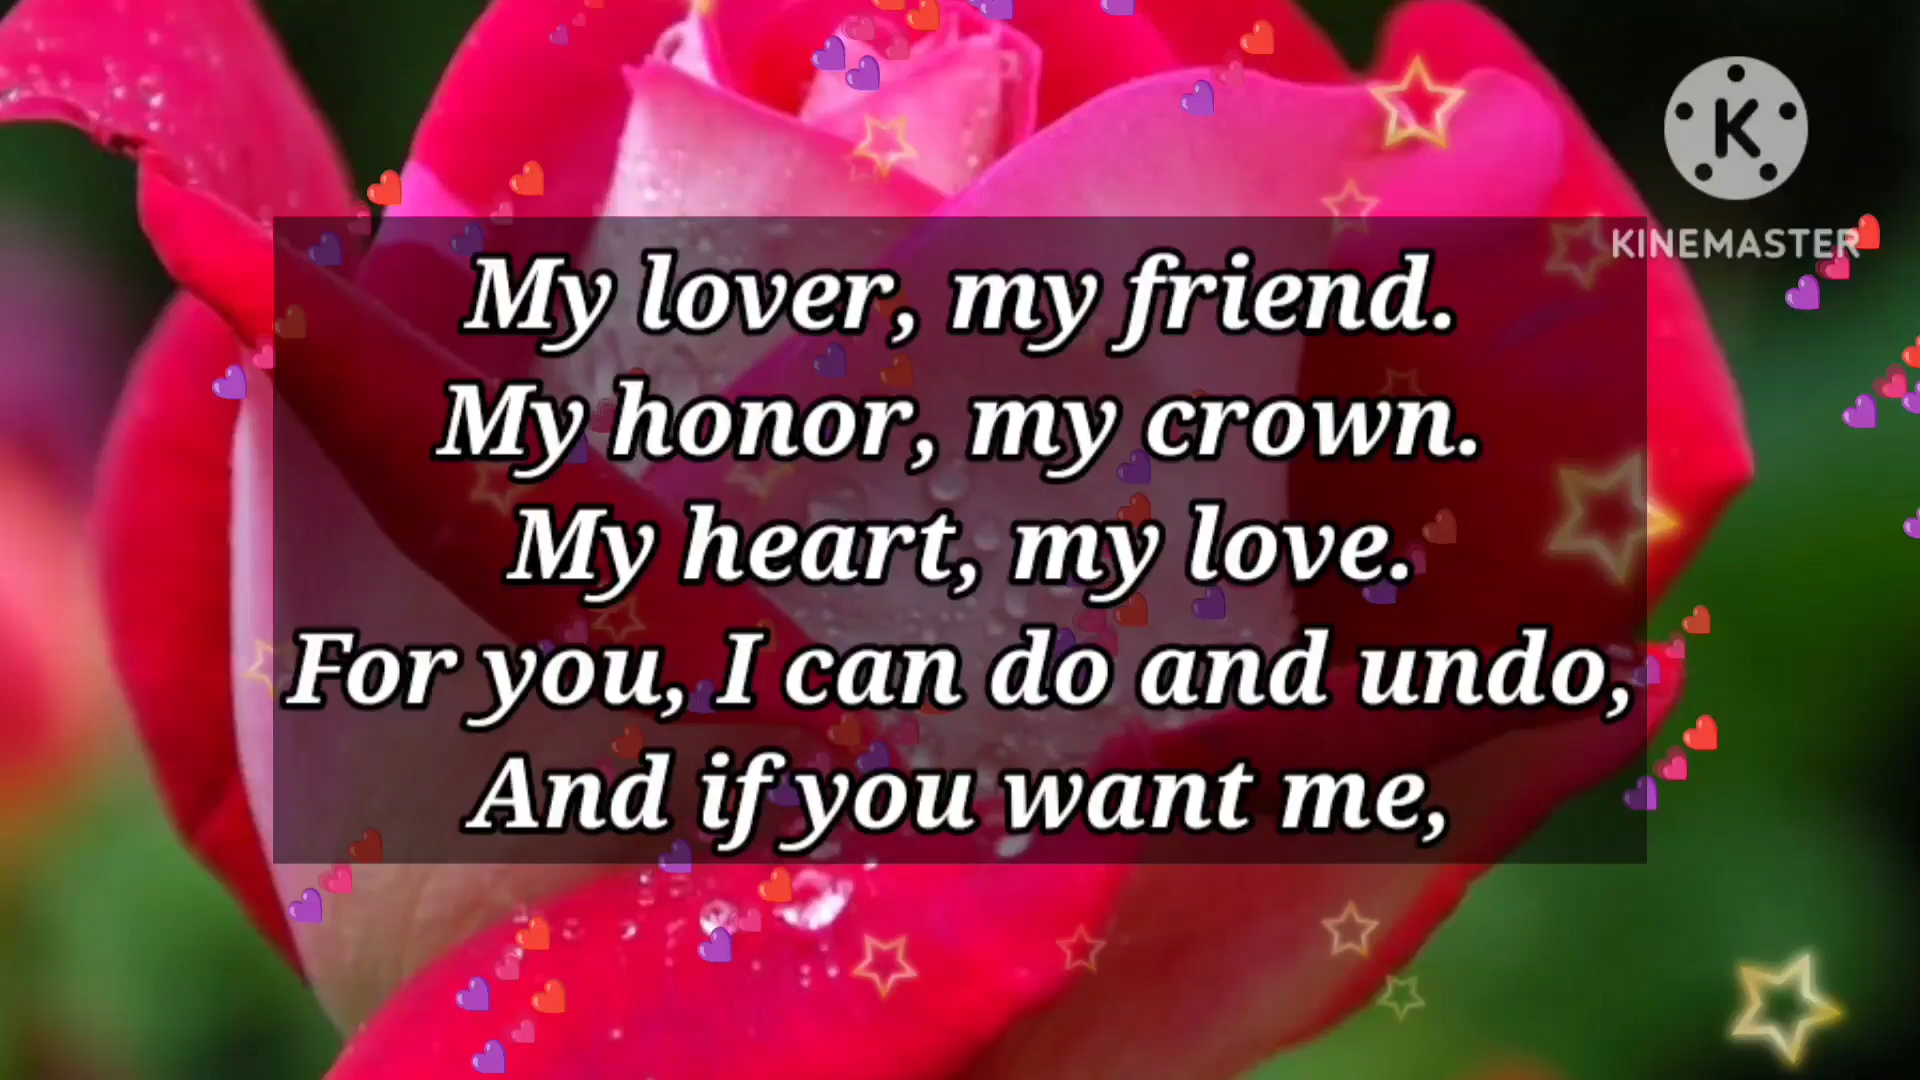 K
KINEMASTER
My lover, my friend.
My honor, my crown.
My heart, my love.
For you, I can do and undo,
And if you want me,